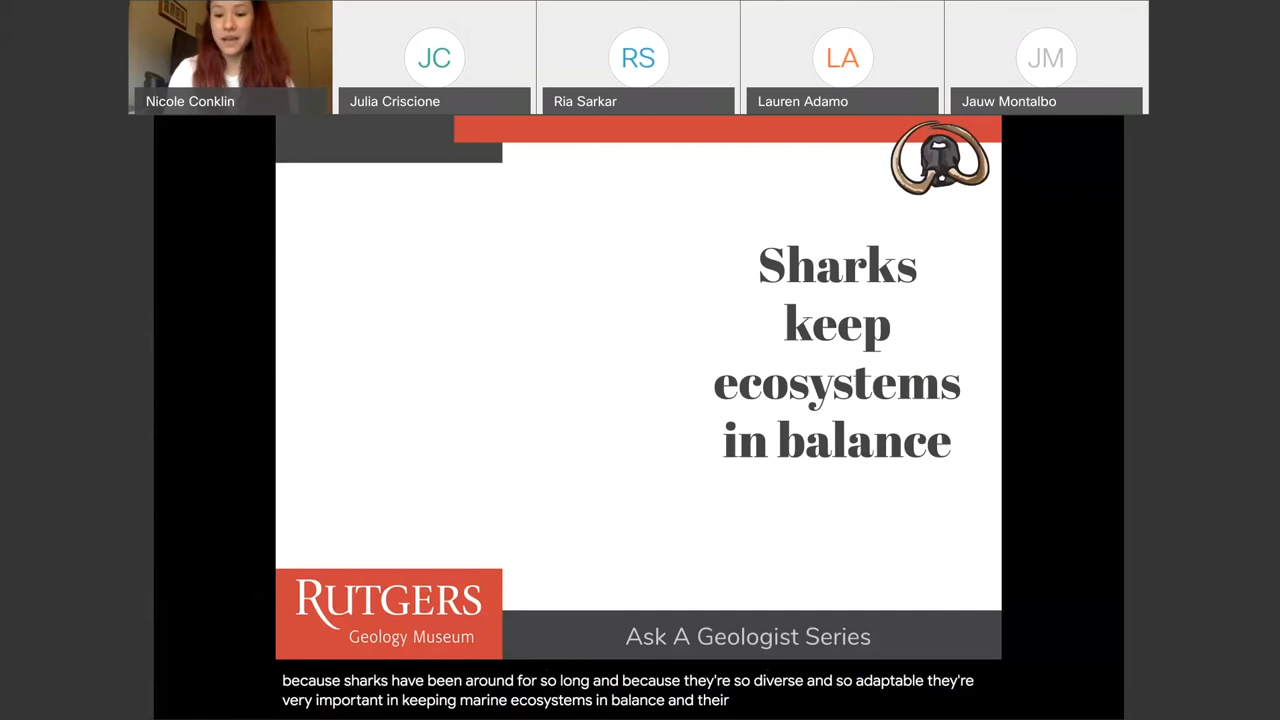 JC
RS
LA
JM
Nicole Conklin
Julia Criscione
Ria Sarkar
Lauren Adamo
Jauw Montalbo
Sharks
keep
ecosystems
in balance
RUTGERS
Geology Museum
Ask A Geologist Series
because sharks have been around for so long and because they're so diverse and so adaptable they're
very important in keeping marine ecosystems in balance and their